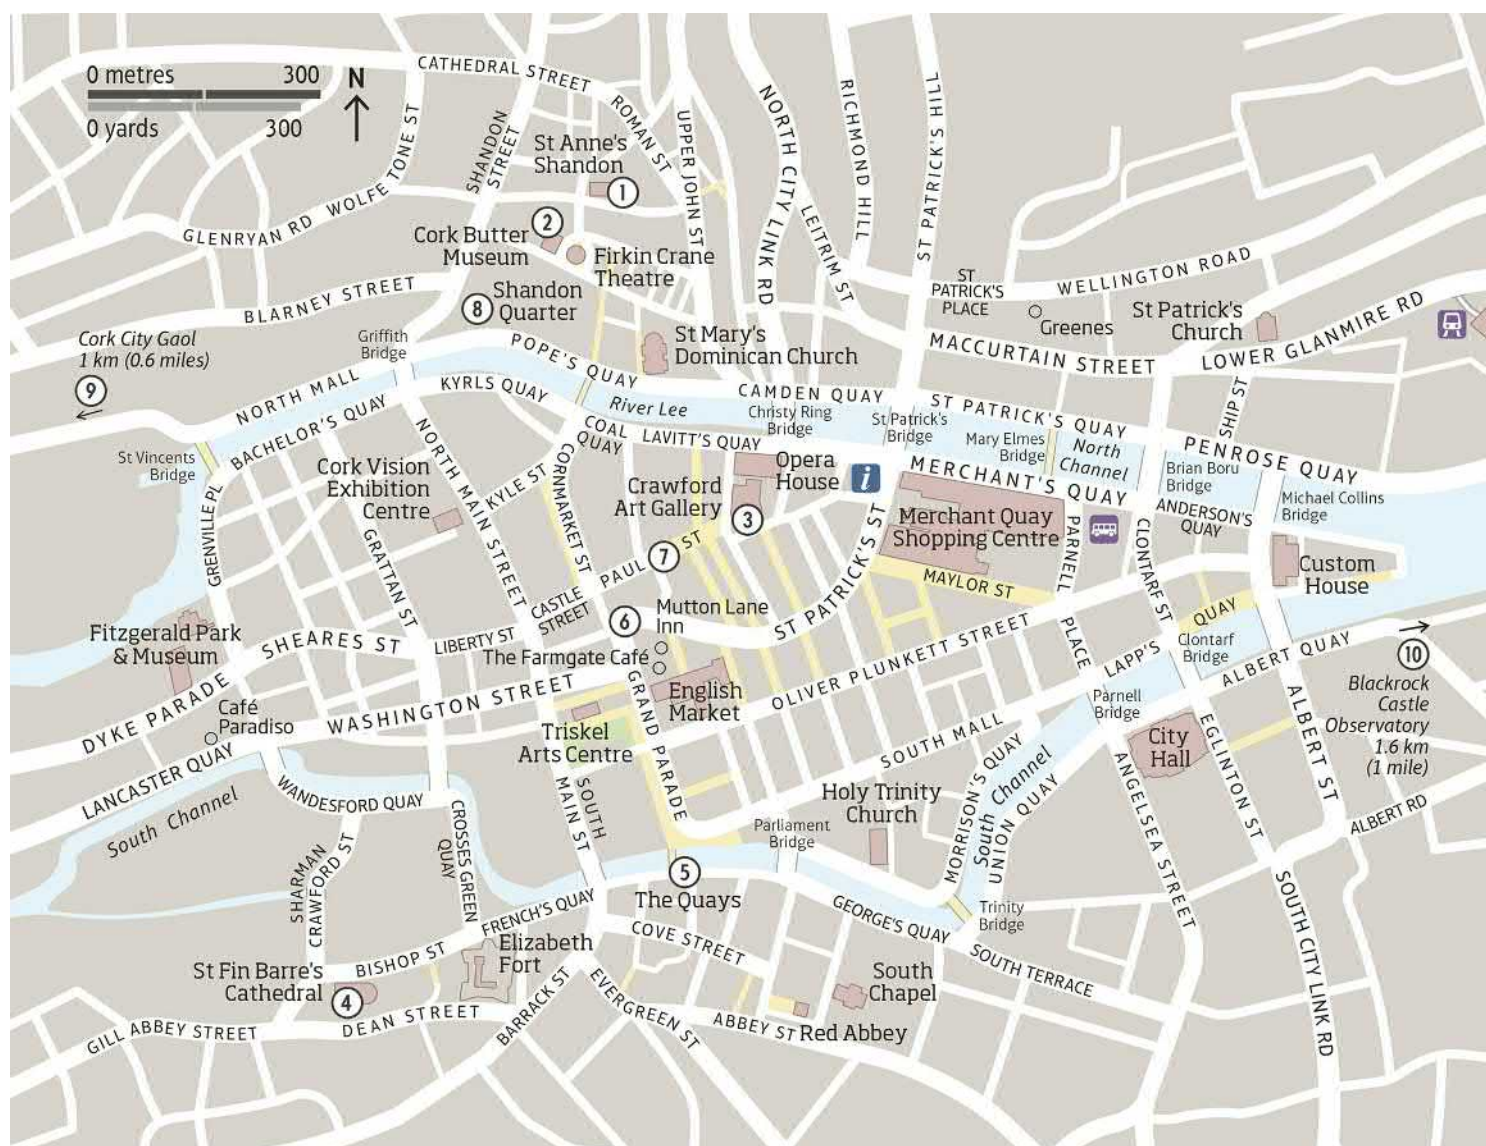 0 metres 300
0 yards 300
N
CATHEDRAL STREET
ROMAN ST
SHANDON
STREET
St Anne's
Shandon
1
WOLFE TONE ST
GLENRYAN RD
UPPER JOHN ST
NORTH CITY LINK RD
RICHMOND HILL
ST PATRICK'S HILL
LEITRIM ST
2
Cork Butter
Museum
Firkin Crane
Theatre
BLARNEY STREET
8
Shandon
Quarter
ST
PATRICK'S
PLACE
WELLINGTON ROAD
Greenes
St Patrick's
Church
LOWER GLANMIRE RD
MACCURTAIN STREET
Cork City Gaol
1 km (0.6 miles)
9
Griffith
Bridge
POPE'S QUAY
St Mary's
Dominican Church
NORTH MALL
KYRLS QUAY
River Lee
CAMDEN QUAY
Christy Ring
Bridge
St Patrick's
Bridge
ST PATRICK'S QUAY
SHIP ST
BACHELOR'S QUAY
St Vincents
Bridge
NORTH MAIN STREET
COAL
QUAY
LAVITT'S QUAY
Mary Elmes
Bridge
North
Channel
PENROSE QUAY
Brian Boru
Bridge
Michael Collins
Bridge
MERCHANT'S QUAY
ANDERSON'S
QUAY
Cork Vision
Exhibition
Centre
KYLE ST
CORNMARKET ST
Crawford
Art Gallery
3
Opera
House
i
Merchant Quay
Shopping Centre
PARNELL
PLACE
CLONTARF ST
Custom
House
GRENVILLE PL
GRATTAN ST
PAUL ST
7
ST PATRICK'S ST
MAYLOR ST
CASTLE
STREET
6
Mutton Lane
Inn
Fitzgerald Park
& Museum
SHEARES ST
LIBERTY ST
The Farmgate Café
OLIVER PLUNKETT STREET
LAPP'S QUAY
Clontarf
Bridge
ALBERT QUAY
10
Blackrock
Castle
Observatory
1.6 km
(1 mile)
DYKE PARADE
Café
Paradiso
WASHINGTON STREET
GRAND PARADE
English
Market
Parnell
Bridge
ALBERT ST
Triskel
Arts Centre
SOUTH MALL
City
Hall
EGLINTON ST
LANCASTER QUAY
South Channel
WANDESFORD QUAY
SOUTH
MAIN ST
Holy Trinity
Church
MORRISON'S QUAY
South Channel
UNION QUAY
ANGELSEA STREET
ALBERT RD
Parliament
Bridge
CROSSES GREEN
QUAY
SHARMAN
CRAWFORD ST
5
The Quays
FRENCH'S QUAY
GEORGE'S QUAY
Trinity
Bridge
SOUTH CITY LINK RD
BISHOP ST
Elizabeth
Fort
COVE STREET
SOUTH TERRACE
St Fin Barre's
Cathedral
4
South
Chapel
GILL ABBEY STREET
DEAN STREET
BARRACK ST
EVERGREEN ST
ABBEY ST
Red Abbey